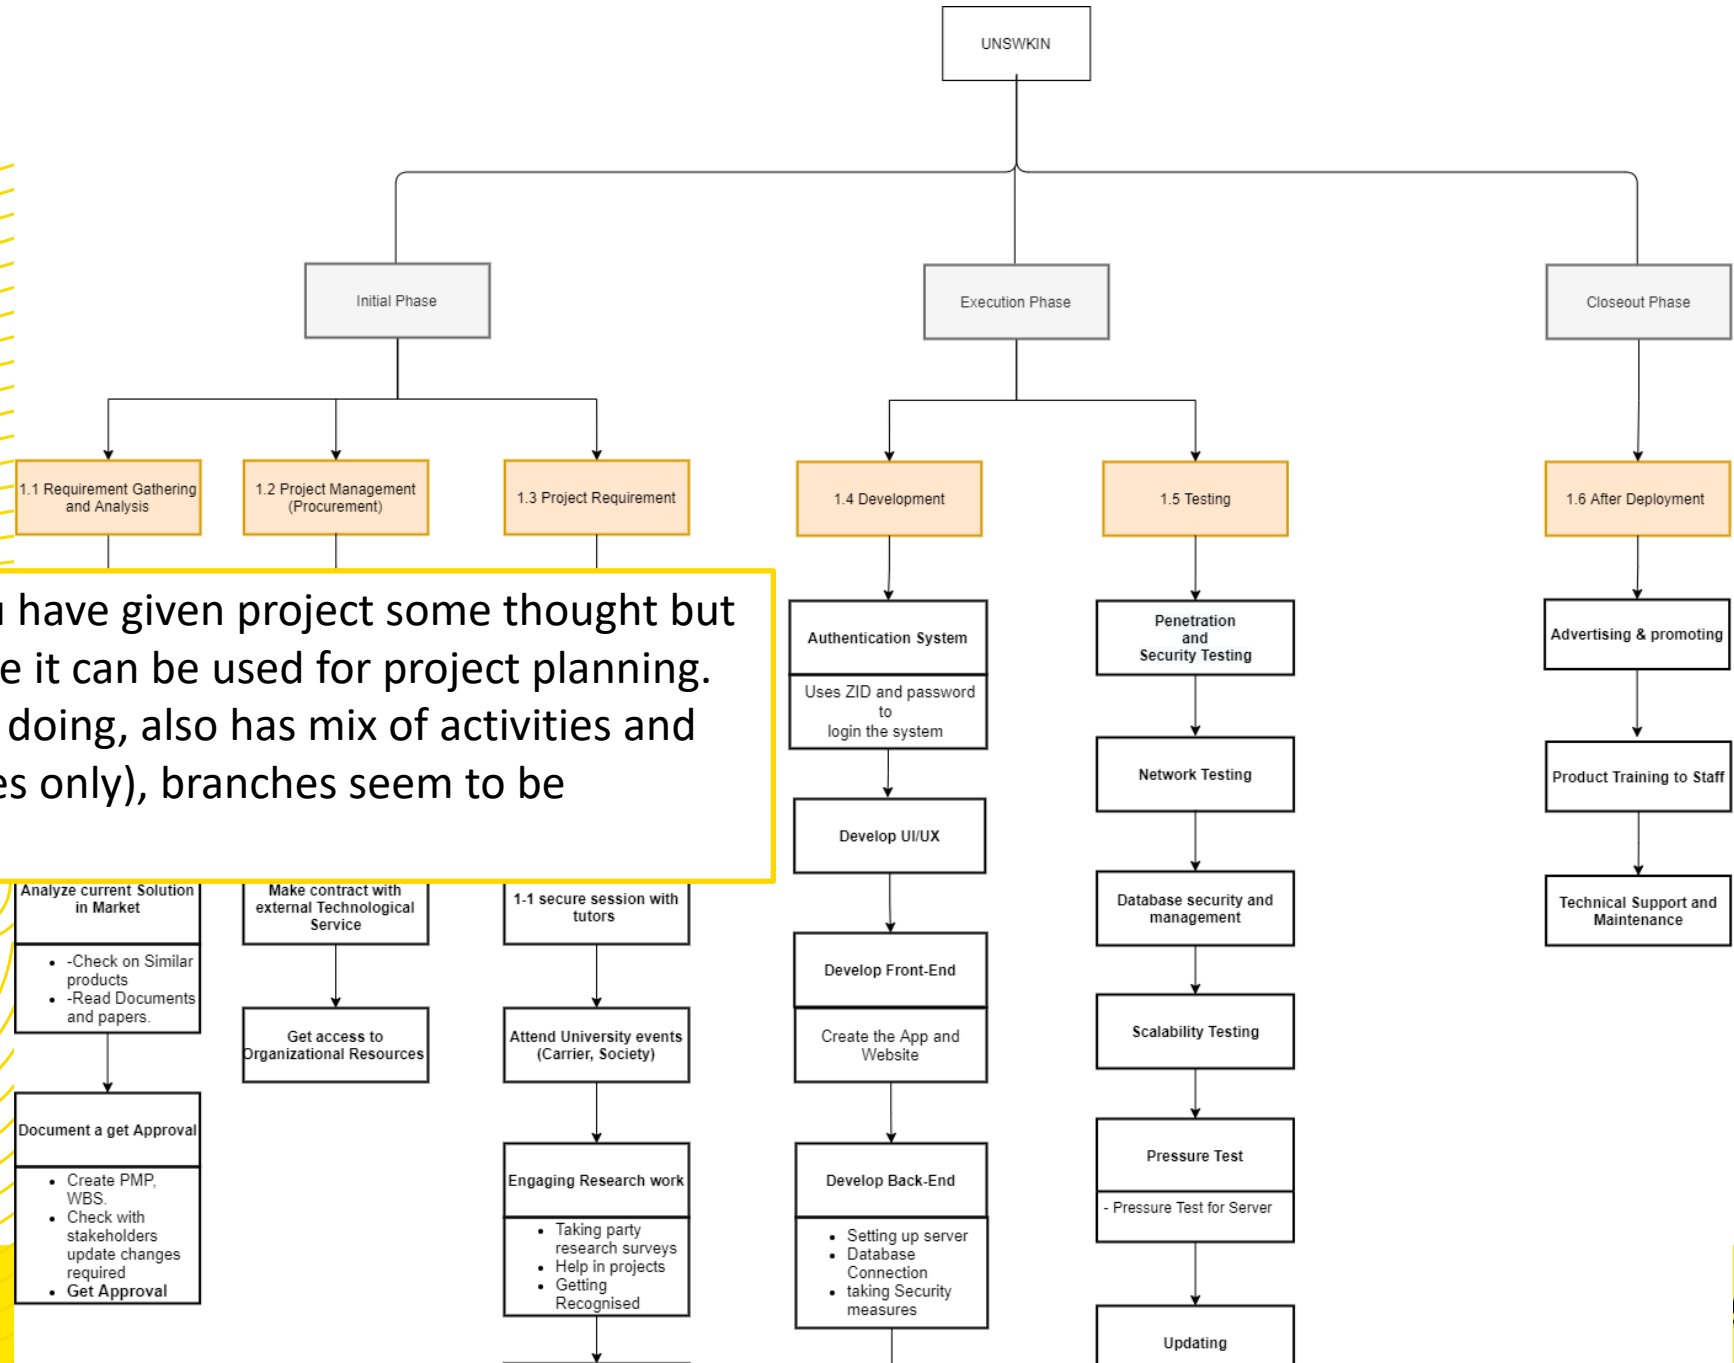 UNSWKIN
Initial Phase
Execution Phase
Closeout Phase
1.1 Requirement Gathering
and Analysis
1.2 Project Management
(Procurement)
1.3 Project Requirement
1.4 Development
1.5 Testing
1.6 After Deployment
have given project some thought but
it can be used for project planning.
doing, also has mix of activities and
only), branches seem to be
Analyze current Solution
in Market
• -Check on Similar
products
• -Read Documents
and papers.
Document a get Approval
• Create PMP,
WBS.
• Check with
stakeholders
update changes
required
• Get Approval
Make contract with
external Technological
Service
Get access to
Organizational Resources
1-1 secure session with
tutors
Attend University events
(Carrier, Society)
Engaging Research work
• Taking party
research surveys
• Help in projects
• Getting
Recognised
Authentication System
Uses ZID and password
to
login the system
Develop UI/UX
Develop Front-End
Create the App and
Website
Develop Back-End
• Setting up server
• Database
Connection
• taking Security
measures
Penetration
and
Security Testing
Network Testing
Database security and
management
Scalability Testing
Pressure Test
- Pressure Test for Server
Updating
Advertising & promoting
Product Training to Staff
Technical Support and
Maintenance